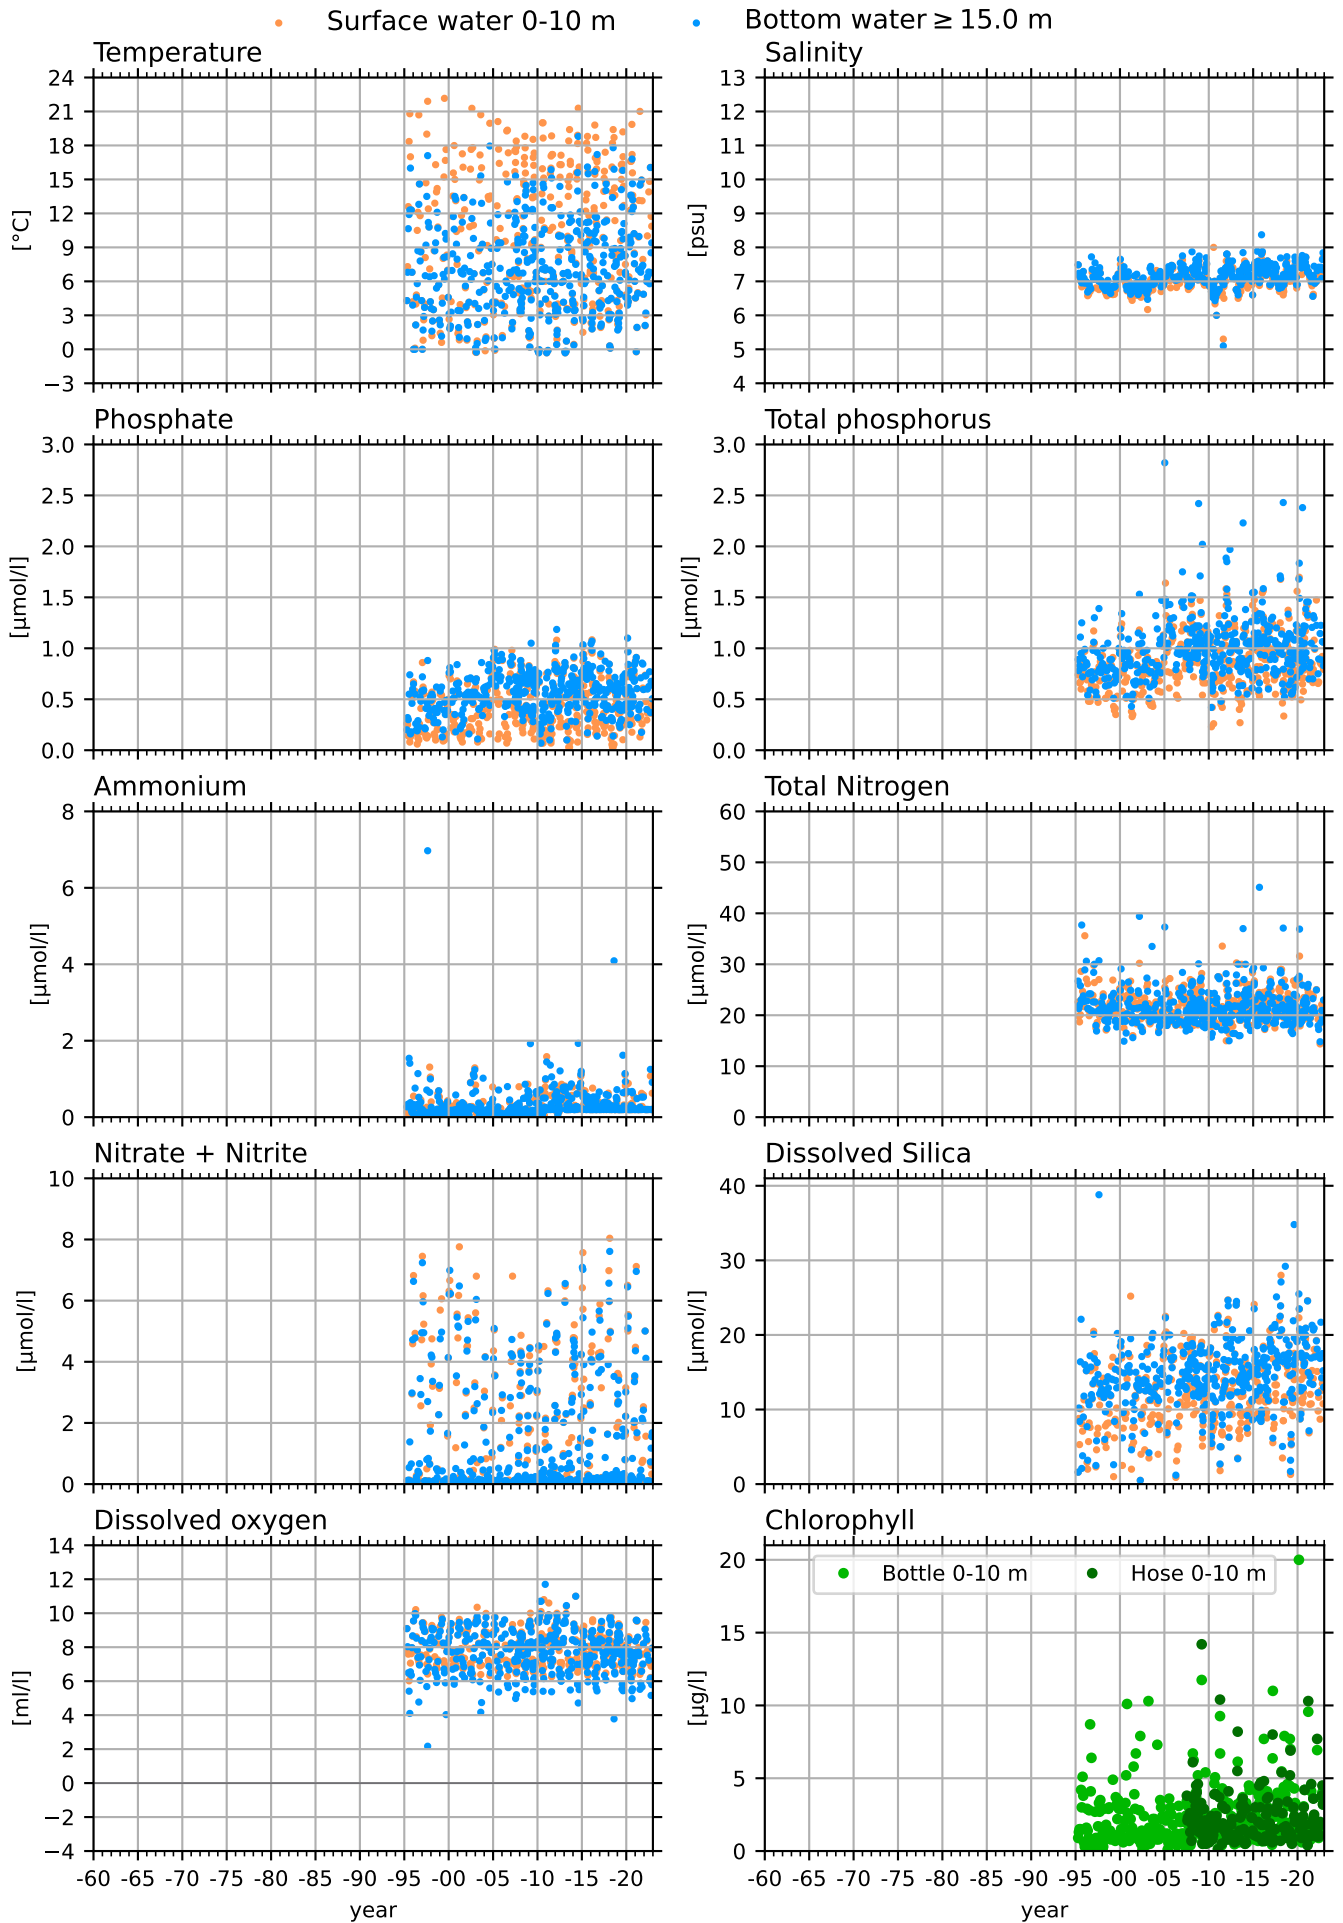 Surface water 0-10 m Bottom water ≥ 15.0 m
Temperature Salinity
24 21 18 15 12 9 6 3 0 −3
[°C]
13 12 11 10 9 8 7 6 5 4
[psu]
Phosphate Total phosphorus
3.0 2.5 2.0 1.5 1.0 0.5 0.0
[µmol/l]
3.0 2.5 2.0 1.5 1.0 0.5 0.0
[µmol/l]
Ammonium Total Nitrogen
8 6 4 2 0
[µmol/l]
60 50 40 30 20 10 0
[µmol/l]
Nitrate + Nitrite Dissolved Silica
10 8 6 4 2 0
[µmol/l]
40 30 20 10 0
[µmol/l]
Dissolved oxygen Chlorophyll
14 12 10 8 6 4 2 0 −2 −4
[ml/l]
Bottle 0-10 m Hose 0-10 m
20 15 10 5 0
[µg/l]
-60 -65 -70 -75 -80 -85 -90 -95 -00 -05 -10 -15 -20
year
-60 -65 -70 -75 -80 -85 -90 -95 -00 -05 -10 -15 -20
year